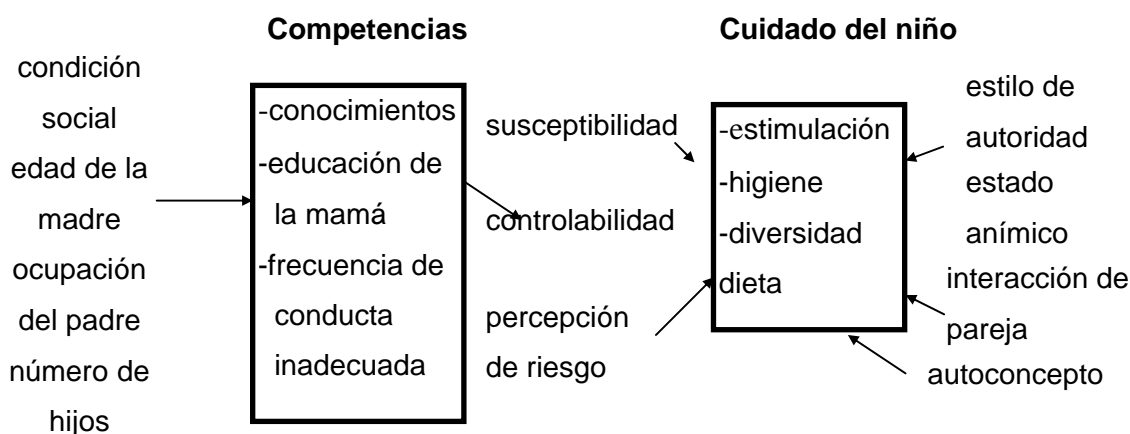 Competencias
Cuidado del niño
condición
social
edad de la
madre
ocupación
del padre
número de
hijos
-conocimientos
-educación de
la mamá
-frecuencia de
conducta
inadecuada
susceptibilidad
controlabilidad
percepción
de riesgo
-estimulación
-higiene
-diversidad
dieta
estilo de
autoridad
estado
anímico
interacción de
pareja
autoconcepto